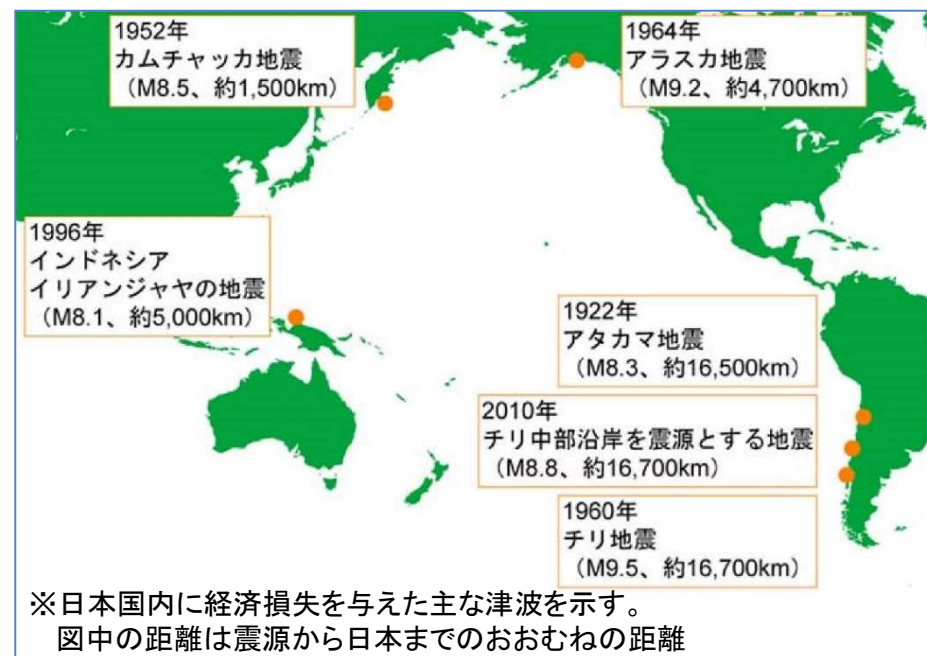 1952年
カムチャッカ地震
（M8.5、約1,500km）
1964年
アラスカ地震
（M9.2、約4,700km）
1996年
インドネシア
イリアンジャヤの地震
（M8.1、約5,000km）
1922年
アタカマ地震
（M8.3、約16,500km）
2010年
チリ中部沿岸を震源とする地震
（M8.8、約16,700km）
1960年
チリ地震
（M9.5、約16,700km）
※日本国内に経済損失を与えた主な津波を示す。
図中の距離は震源から日本までのおおむねの距離